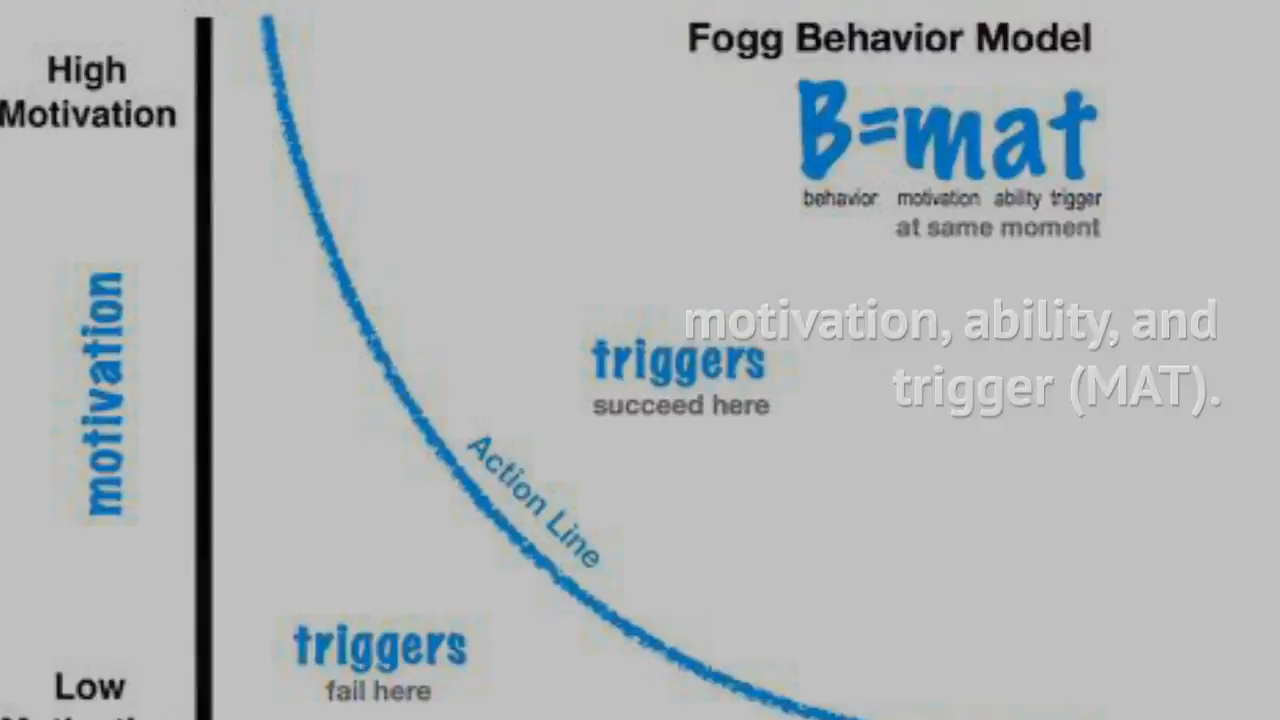 Fogg Behavior Model
High
Motivation
B=mat
behavior motivation ability trigger
at same moment
motivation
motivation, ability, and
trigger (MAT).
triggers
succeed here
Action Line
triggers
fail here
Low